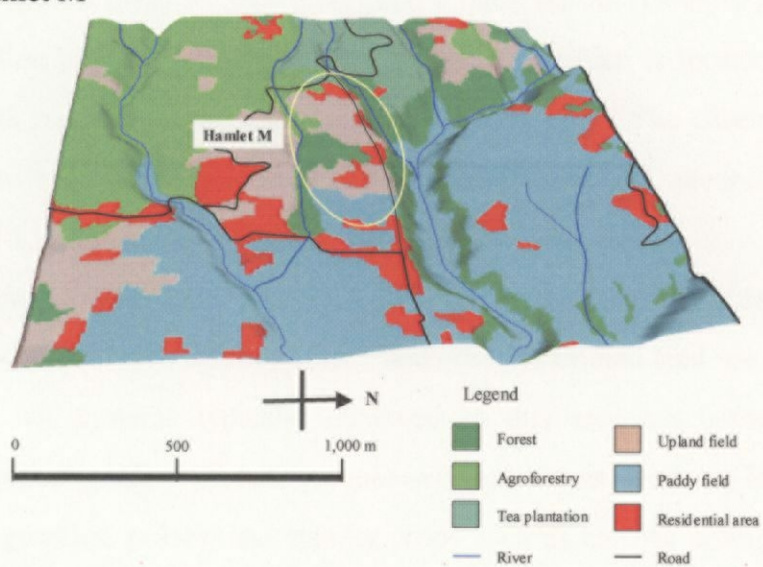 Hamlet M
N
0 500 1,000 m
Legend
Forest
Agroforestry
Tea plantation
River
Upland field
Paddy field
Residential area
Road